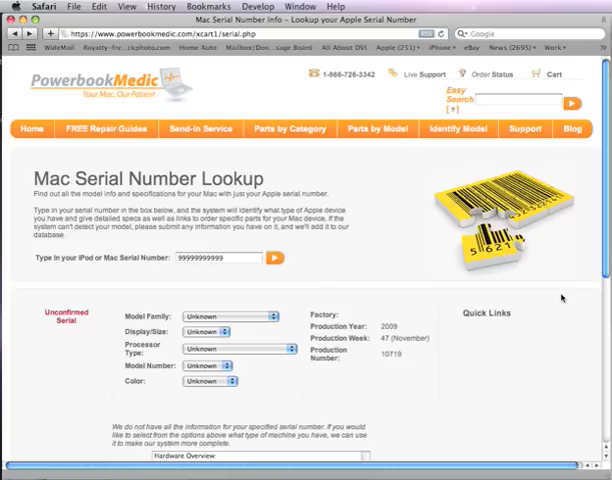 Safari File Edit View History Bookmarks Develop Window Help
Mac Serial Number Info – Lookup your Apple Serial Number
https://www.powerbookmedic.com/xcart1/serial.php
Google
WideMail Royalty-fre...ckphoto.com Home Auto Mailbox/Do...sage Board All About OVI Apple (251) iPhone eBay News (2695) Work
PowerbookMedic
Your Mac, Our Patient
1-866-726-3342 Live Support Order Status Cart
Easy
Search
[ ? ]
Home FREE Repair Guides Send-in Service Parts by Category Parts by Model Identify Model Support Blog
Mac Serial Number Lookup
Find out all the model info and specifications for your Mac with just your Apple serial number.
Type in your serial number in the box below, and the system will identify what type of Apple device
you have and give detailed specs as well as links to order specific parts for your Mac device. If the
system can't detect your model, please submit any information you have on it, and we'll add it to our
database.
Type in your iPod or Mac Serial Number: 99999999999
Unconfirmed
Serial
Model Family: Unknown
Display/Size: Unknown
Processor
Type: Unknown
Model Number: Unknown
Color: Unknown
Factory:
Production Year: 2009
Production Week: 47 (November)
Production
Number: 10719
Quick Links
We do not have all the information for your specified serial number. If you would
like to select from the options above what type of machine you have, we can use
it to make our system more complete.
Hardware Overview: